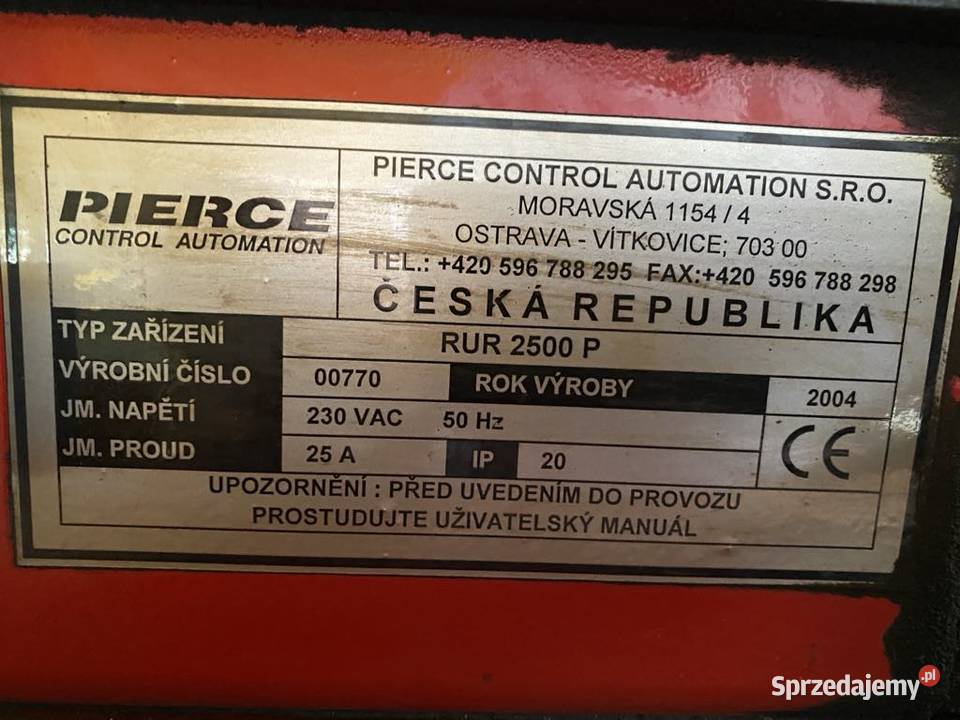 PIERCE
CONTROL AUTOMATION
PIERCE CONTROL AUTOMATION S.R.O.
MORAVSKÁ 1154 / 4
OSTRAVA - VÍTKOVICE; 703 00
TEL.: +420 596 788 295 FAX:+420 596 788 298
ČESKÁ REPUBLIKA
TYP ZAŘÍZENÍ RUR 2500 P
VÝROBNÍ ČÍSLO 00770 ROK VÝROBY 2004
JM. NAPĚTÍ 230 VAC 50 Hz
JM. PROUD 25 A IP 20
CE
UPOZORNĚNÍ : PŘED UVEDENÍM DO PROVOZU
PROSTUDUJTE UŽIVATELSKÝ MANUÁL
Sprzedajemy.pl